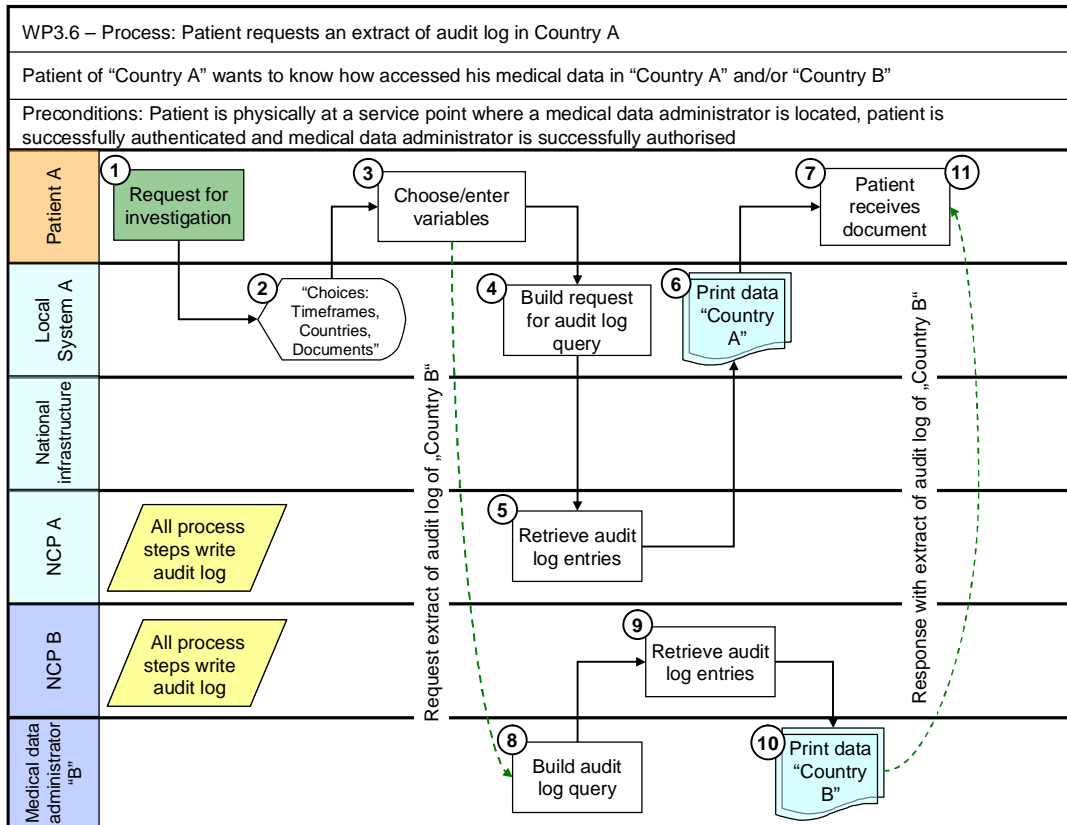 WP3.6 – Process: Patient requests an extract of audit log in Country A
Patient of “Country A” wants to know how accessed his medical data in “Country A” and/or “Country B”
Preconditions: Patient is physically at a service point where a medical data administrator is located, patient is
successfully authenticated and medical data administrator is successfully authorised
Patient A
1
Request for
investigation
3
Choose/enter
variables
7
11
Patient
receives
document
Local
System A
2
“Choices:
Timeframes,
Countries,
Documents”
4
Build request
for audit log
query
6
Print data
“Country
A”
National
infrastructure
Request extract of audit log of „Country B“
Response with extract of audit log of „Country B“
NCP A
All process
steps write
audit log
5
Retrieve audit
log entries
NCP B
All process
steps write
audit log
9
Retrieve audit
log entries
Medical data
administrator
“B”
8
Build audit
log query
10
Print data
“Country
B”